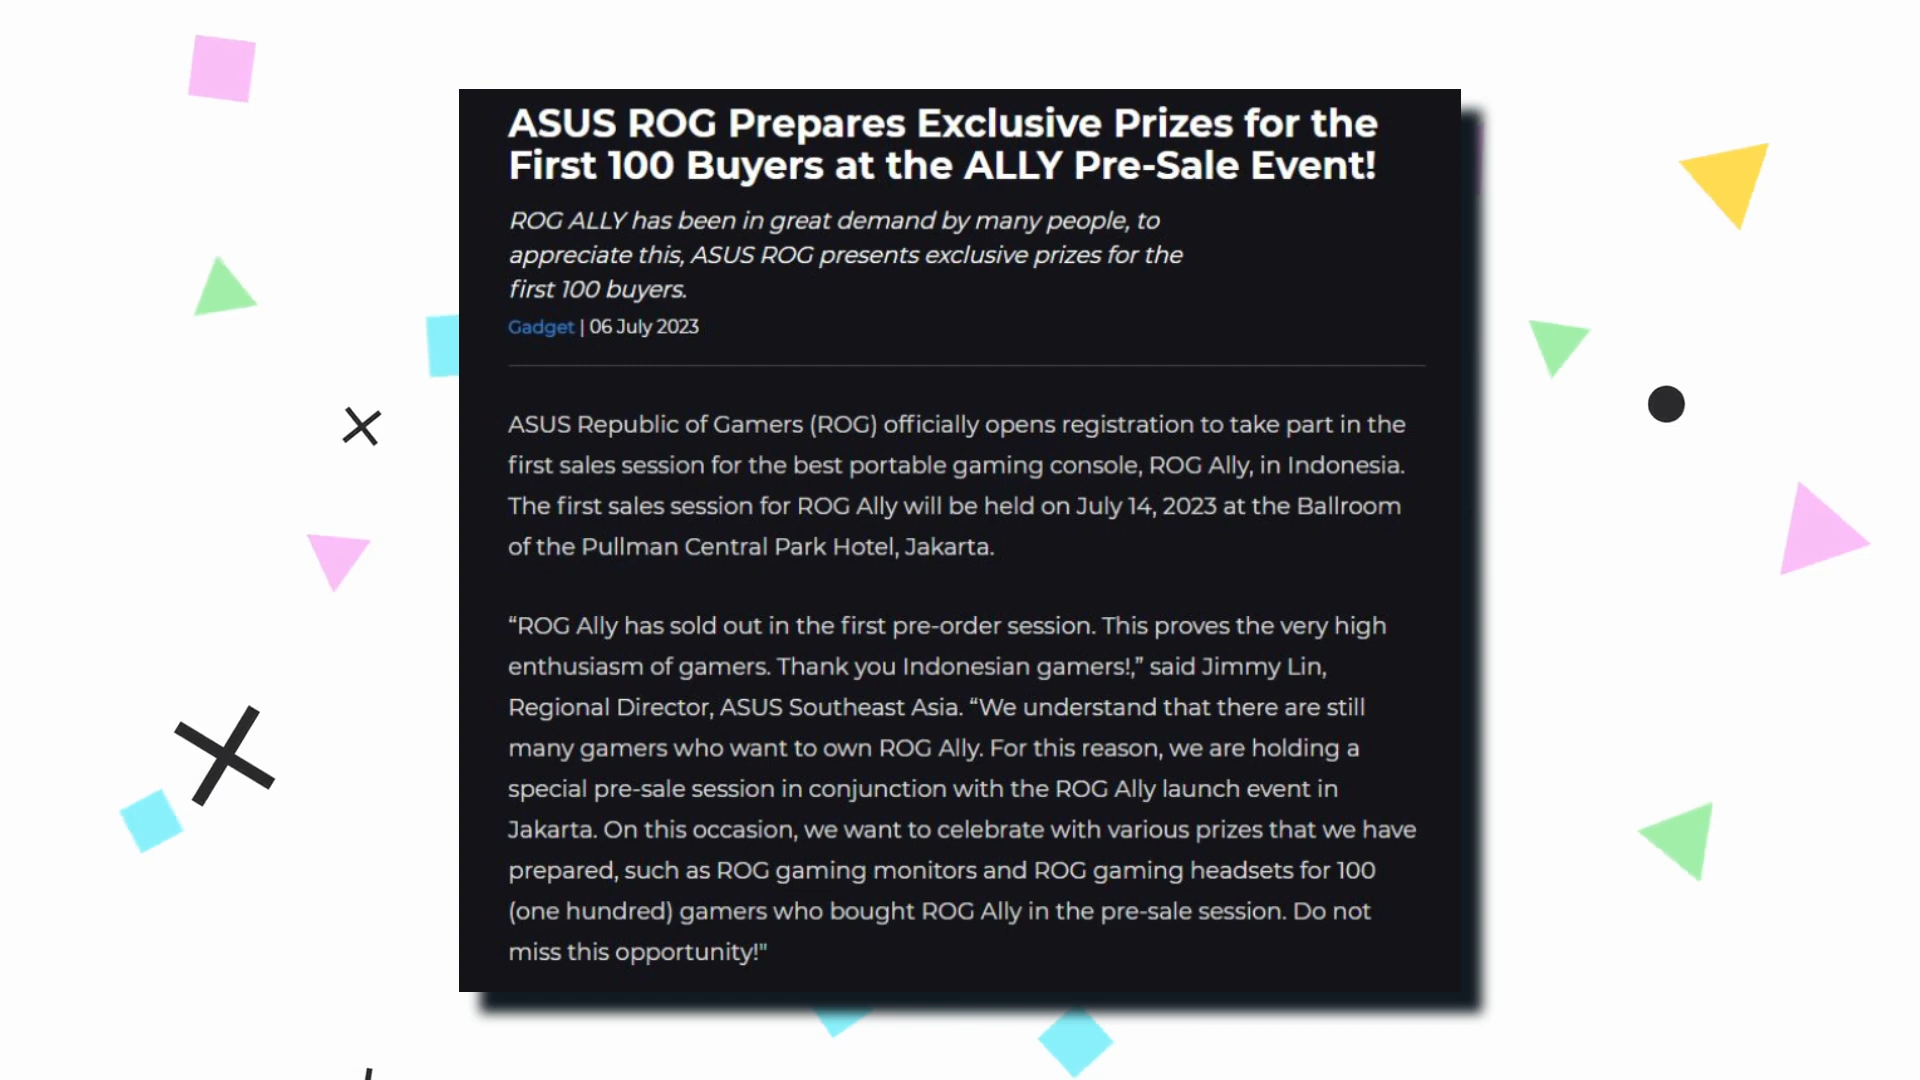 ASUS ROG Prepares Exclusive Prizes for the
First 100 Buyers at the ALLY Pre-Sale Event!
ROG ALLY has been in great demand by many people, to
appreciate this, ASUS ROG presents exclusive prizes for the
first 100 buyers.
Gadget | 06 July 2023
ASUS Republic of Gamers (ROG) officially opens registration to take part in the
first sales session for the best portable gaming console, ROG Ally, in Indonesia.
The first sales session for ROG Ally will be held on July 14, 2023 at the Ballroom
of the Pullman Central Park Hotel, Jakarta.
“ROG Ally has sold out in the first pre-order session. This proves the very high
enthusiasm of gamers. Thank you Indonesian gamers!,” said Jimmy Lin,
Regional Director, ASUS Southeast Asia. “We understand that there are still
many gamers who want to own ROG Ally. For this reason, we are holding a
special pre-sale session in conjunction with the ROG Ally launch event in
Jakarta. On this occasion, we want to celebrate with various prizes that we have
prepared, such as ROG gaming monitors and ROG gaming headsets for 100
(one hundred) gamers who bought ROG Ally in the pre-sale session. Do not
miss this opportunity!"